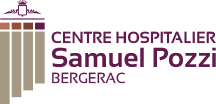 CENTRE HOSPITALIER
Samuel Pozzi
BERGERAC